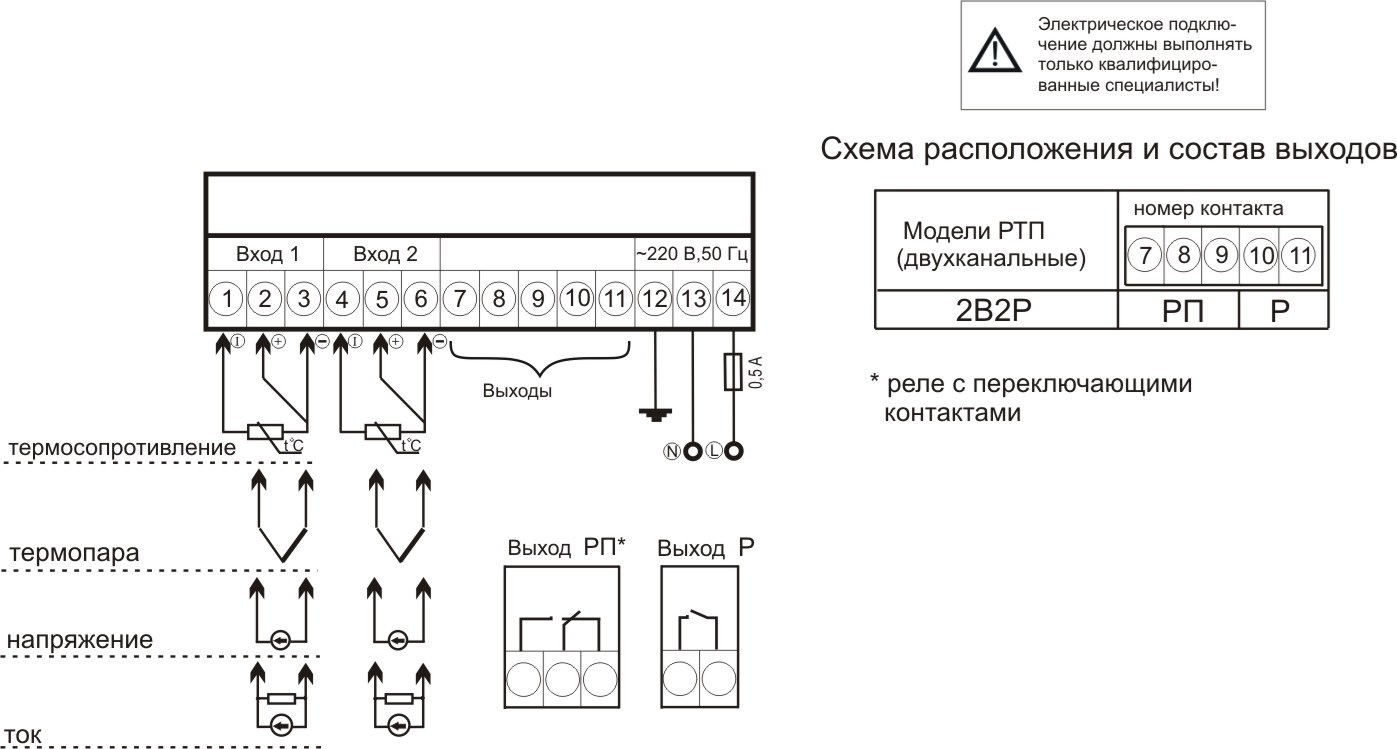 Электрическое подклю-
чение должны выполнять
только квалифициро-
ванные специалисты!
Схема расположения и состав выходов
Модели РТП
(двухканальные)
номер контакта
7 8 9 10 11
2В2Р РП Р
* реле с переключающими
контактами
Вход 1 Вход 2 ~220 В,50 Гц
1 2 3 4 5 6 7 8 9 10 11 12 13 14
I + − I + −
Выходы
0,5 А
t°C t°C
N L
термосопротивление
термопара
напряжение
ток
Выход РП*
Выход Р